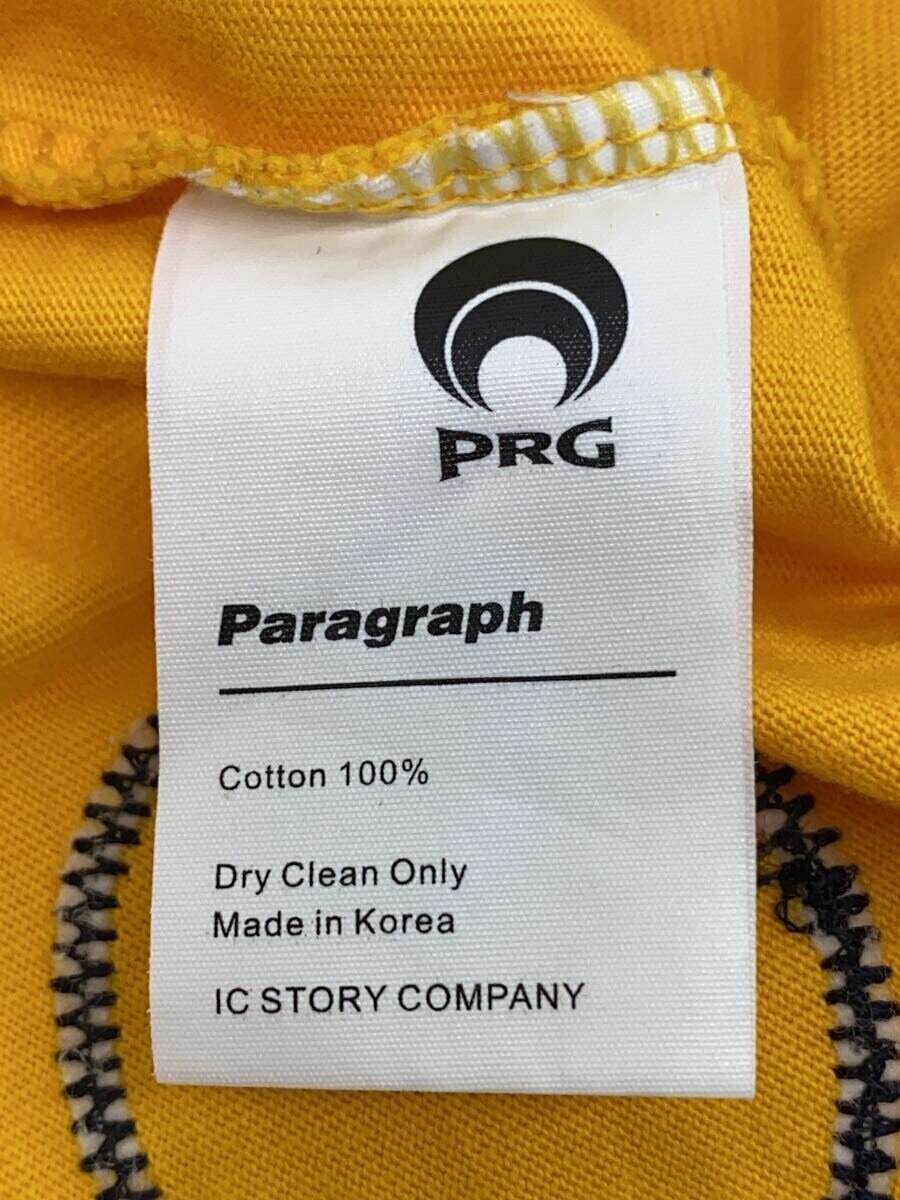 PRG
Paragraph
Cotton 100%
Dry Clean Only
Made in Korea
IC STORY COMPANY